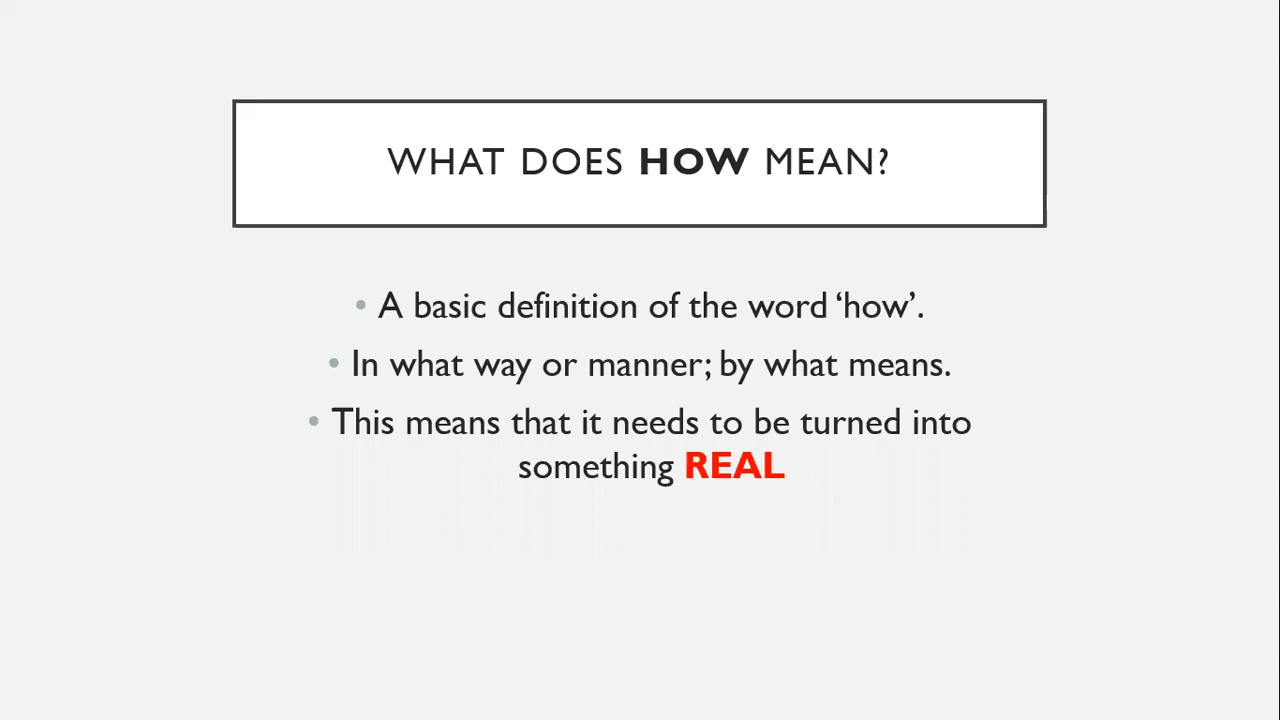 WHAT DOES HOW MEAN?
• A basic definition of the word ‘how’.
• In what way or manner; by what means.
• This means that it needs to be turned into
something REAL